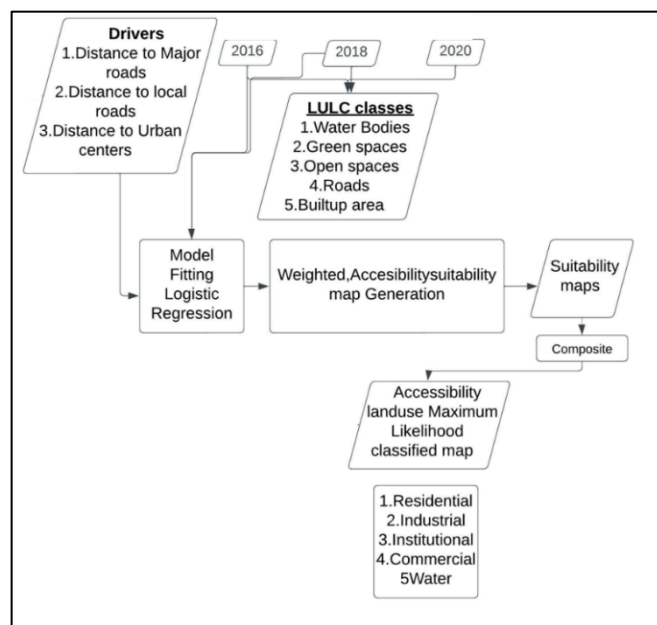 Drivers
1.Distance to Major
roads
2.Distance to local
roads
3.Distance to Urban
centers
2016
2018
2020
LULC classes
1.Water Bodies
2.Green spaces
3.Open spaces
4.Roads
5.Builtup area
Model
Fitting
Logistic
Regression
Weighted,Accesibilitysuitability
map Generation
Suitability
maps
Composite
Accessibility
landuse Maximum
Likelihood
classified map
1.Residential
2.Industrial
3.Institutional
4.Commercial
5Water